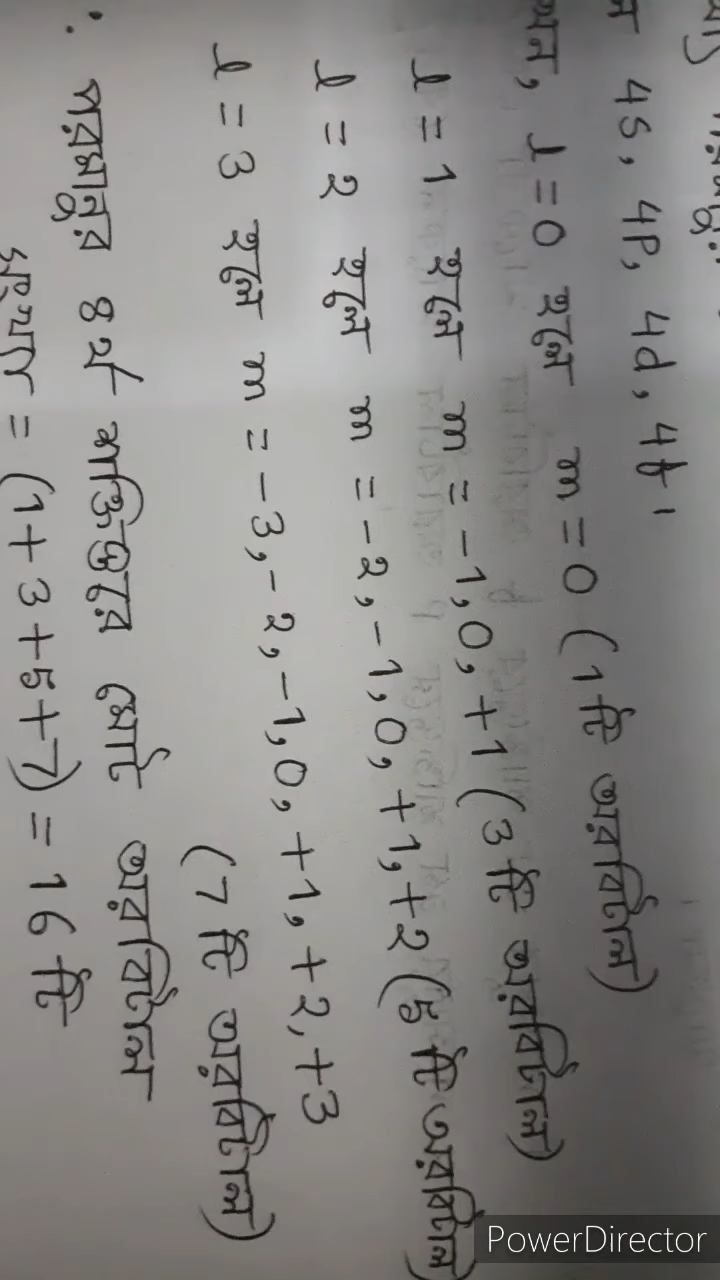 4s, 4p, 4d, 4f।
l = 0 হলে m = 0 (1 টি অরবিটাল)
l = 1 হলে m = -1, 0, +1 (3 টি অরবিটাল)
l = 2 হলে m = -2, -1, 0, +1, +2 (5 টি অরবিটাল)
l = 3 হলে m = -3, -2, -1, 0, +1, +2, +3
(7 টি অরবিটাল)
∴ পরমাণুর ৪র্থ শক্তিস্তরে মোট অরবিটাল
সংখ্যা = (1+3+5+7) = 16 টি
PowerDirector